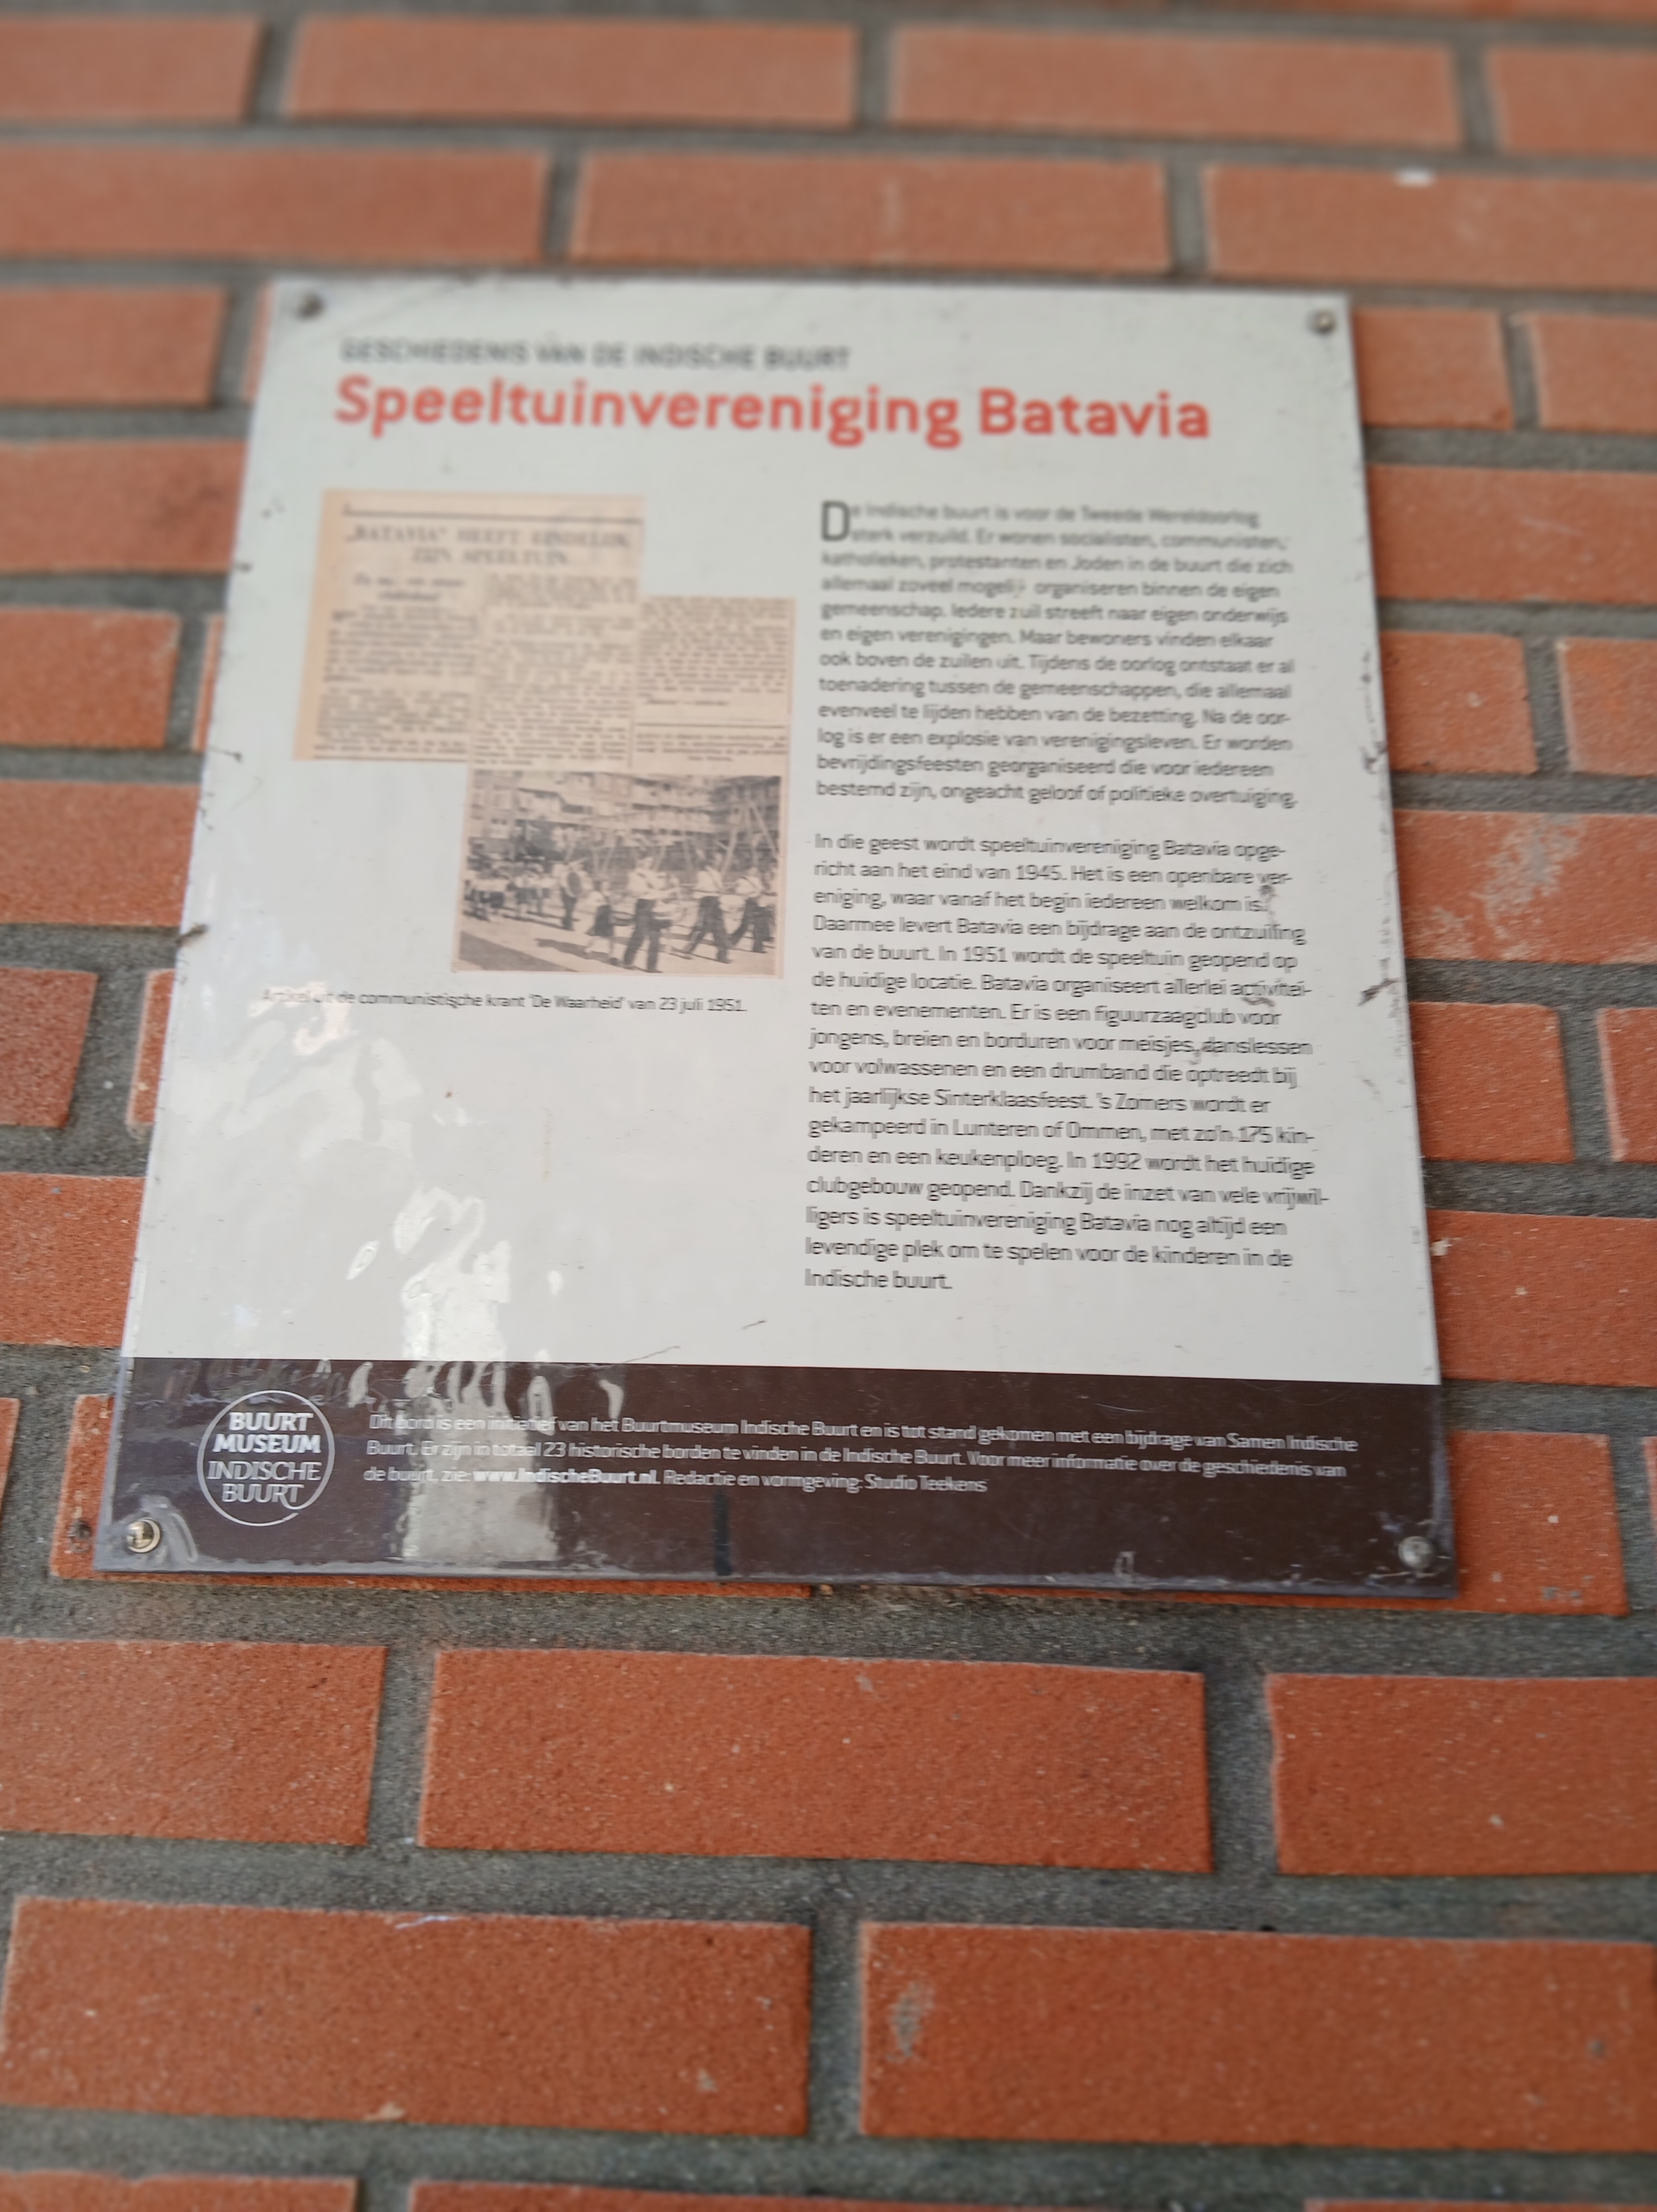 GESCHIEDENIS VAN DE INDISCHE BUURT
Speeltuinvereniging Batavia
„BATAVIA” HEEFT EINDELIJK
ZIJN SPEELTUIN
Artikel uit de communistische krant 'De Waarheid' van 23 juli 1951.
De Indische buurt is voor de Tweede Wereldoorlog
sterk verzuild. Er wonen socialisten, communisten,
katholieken, protestanten en Joden in de buurt die zich
allemaal zoveel mogelijk organiseren binnen de eigen
gemeenschap. Iedere zuil streeft naar eigen onderwijs
en eigen verenigingen. Maar bewoners vinden elkaar
ook boven de zuilen uit. Tijdens de oorlog ontstaat er al
toenadering tussen de gemeenschappen, die allemaal
evenveel te lijden hebben van de bezetting. Na de oor-
log is er een explosie van verenigingsleven. Er worden
bevrijdingsfeesten georganiseerd die voor iedereen
bestemd zijn, ongeacht geloof of politieke overtuiging.
In die geest wordt speeltuinvereniging Batavia opge-
richt aan het eind van 1945. Het is een openbare ver-
eniging, waar vanaf het begin iedereen welkom is.
Daarmee levert Batavia een bijdrage aan de ontzuiling
van de buurt. In 1951 wordt de speeltuin geopend op
de huidige locatie. Batavia organiseert allerlei activitei-
ten en evenementen. Er is een figuurzaagclub voor
jongens, breien en borduren voor meisjes, danslessen
voor volwassenen en een drumband die optreedt bij
het jaarlijkse Sinterklaasfeest. 's Zomers wordt er
gekampeerd in Lunteren of Ommen, met zo'n 175 kin-
deren en een keukenploeg. In 1992 wordt het huidige
clubgebouw geopend. Dankzij de inzet van vele vrijwil-
ligers is speeltuinvereniging Batavia nog altijd een
levendige plek om te spelen voor de kinderen in de
Indische buurt.
BUURT
MUSEUM
INDISCHE
BUURT
Dit bord is een initiatief van het Buurtmuseum Indische Buurt en is tot stand gekomen met een bijdrage van Samen Indische
Buurt. Er zijn in totaal 23 historische borden te vinden in de Indische Buurt. Voor meer informatie over de geschiedenis van
de buurt, zie: www.IndischeBuurt.nl. Redactie en vormgeving: Studio Teekens